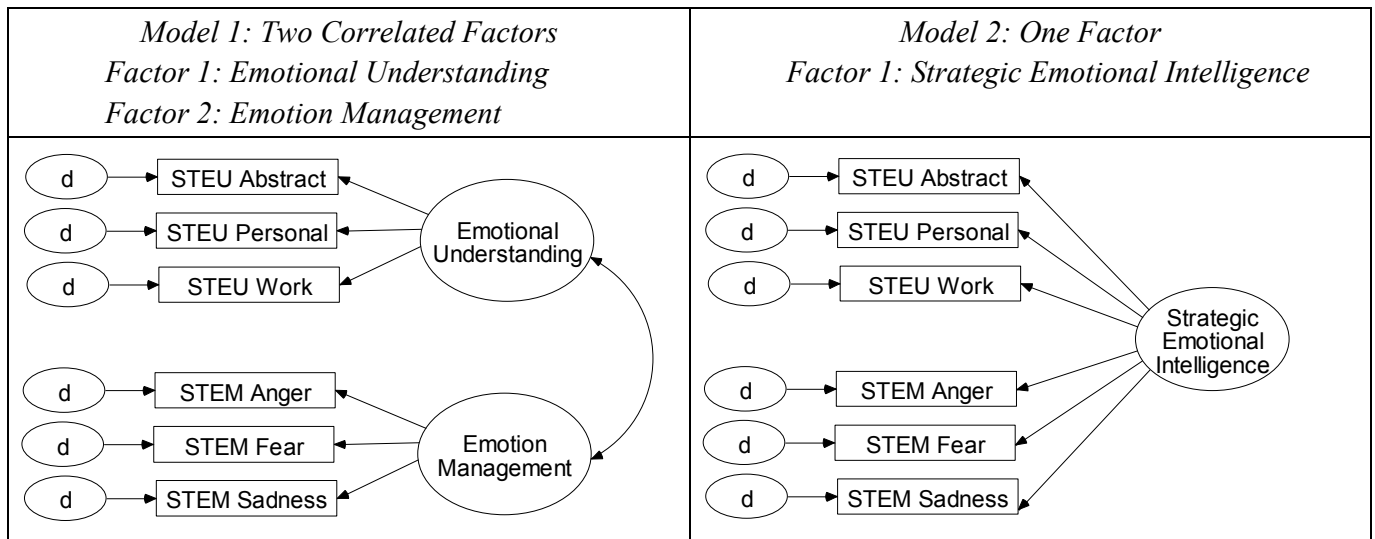 Model 1: Two Correlated Factors
Factor 1: Emotional Understanding
Factor 2: Emotion Management
Model 2: One Factor
Factor 1: Strategic Emotional Intelligence
d
STEU Abstract
d
STEU Personal
d
STEU Work
Emotional
Understanding
d
STEM Anger
d
STEM Fear
d
STEM Sadness
Emotion
Management
d
STEU Abstract
d
STEU Personal
d
STEU Work
Strategic
Emotional
Intelligence
d
STEM Anger
d
STEM Fear
d
STEM Sadness